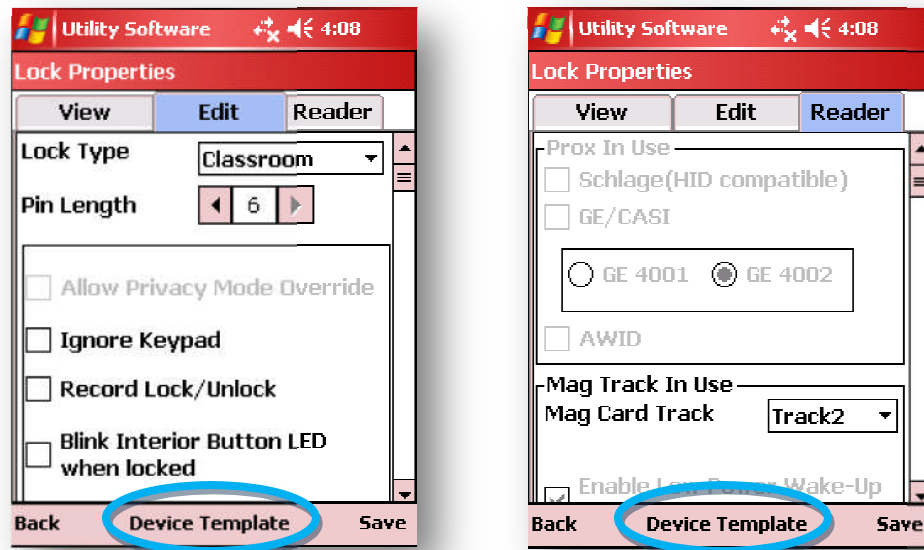 Utility Software 4:08
Lock Properties
View Edit Reader
Lock Type Classroom
Pin Length 6
Allow Privacy Mode Override
Ignore Keypad
Record Lock/Unlock
Blink Interior Button LED
when locked
Back Device Template Save
Utility Software 4:08
Lock Properties
View Edit Reader
Prox In Use
Schlage(HID compatible)
GE/CASI
GE 4001 GE 4002
AWID
Mag Track In Use
Mag Card Track Track2
Enable Low Power Wake-Up
Back Device Template Save